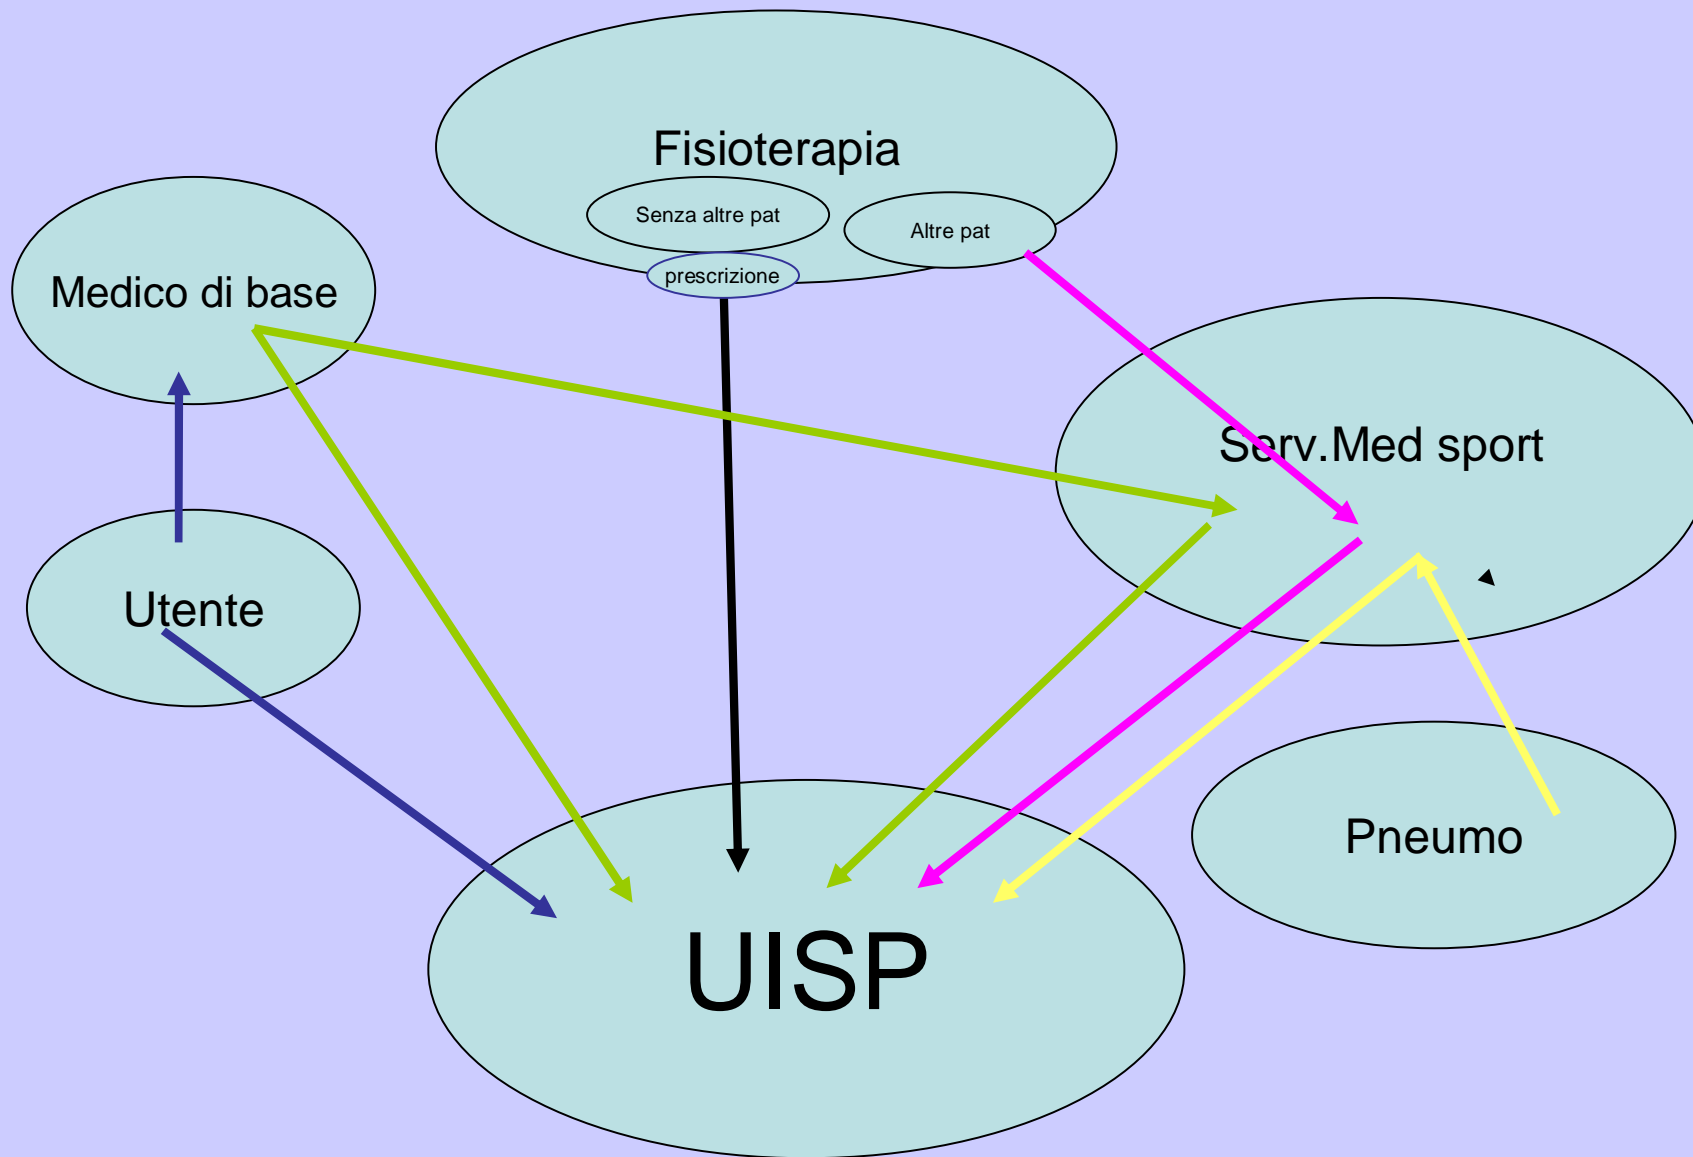 Fisioterapia
Senza altre pat
Altre pat
prescrizione
Medico di base
Serv.Med sport
Utente
Pneumo
UISP